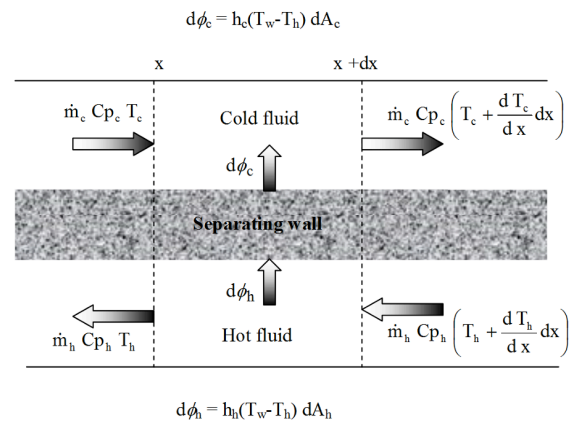 dϕc = hc(Tw-Th) dAc
x    x +dx
ṁc Cpc Tc    Cold fluid    ṁc Cpc (Tc + dTc/dx dx)
dϕc
Separating wall
dϕh
ṁh Cph Th    Hot fluid    ṁh Cph (Th + dTh/dx dx)
dϕh = hh(Tw-Th) dAh